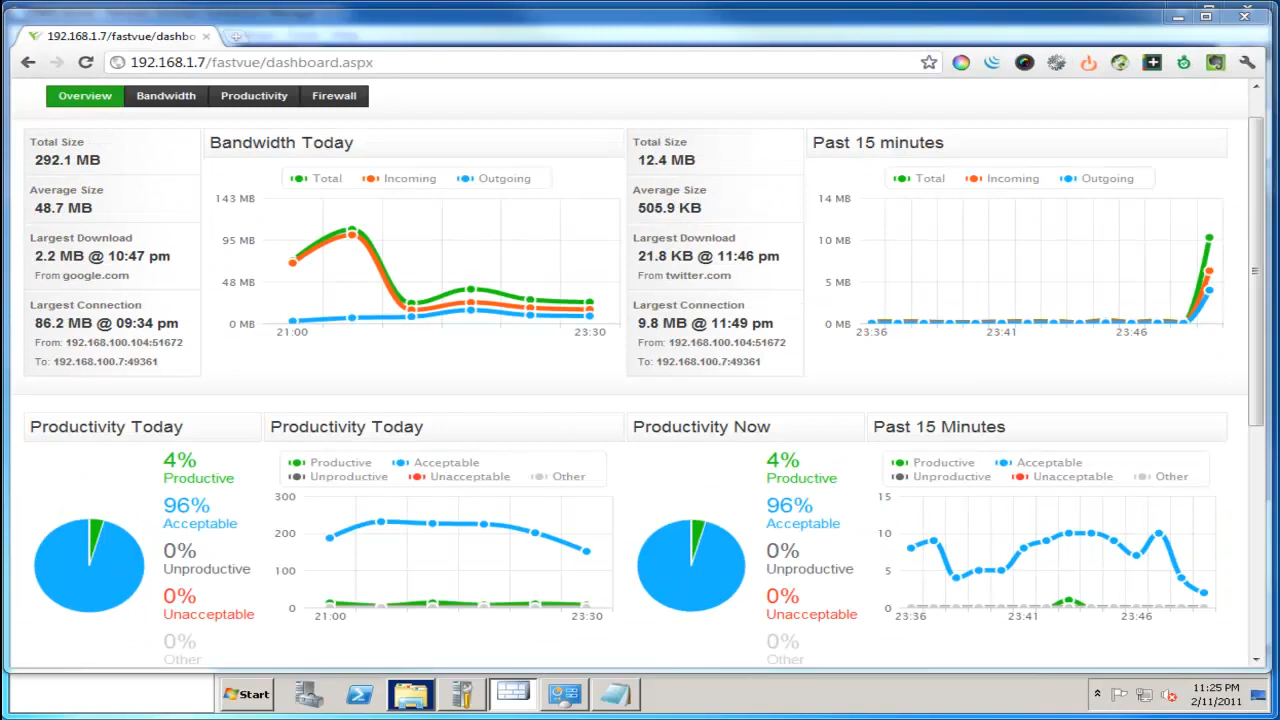 192.168.1.7/fastvue/dashbo
192.168.1.7/fastvue/dashboard.aspx
Overview Bandwidth Productivity Firewall
Total Size
292.1 MB
Average Size
48.7 MB
Largest Download
2.2 MB @ 10:47 pm
From google.com
Largest Connection
86.2 MB @ 09:34 pm
From: 192.168.100.104:51672
To: 192.168.100.7:49361
Bandwidth Today
Total Incoming Outgoing
143 MB
95 MB
48 MB
0 MB
21:00 23:30
Total Size
12.4 MB
Average Size
505.9 KB
Largest Download
21.8 KB @ 11:46 pm
From twitter.com
Largest Connection
9.8 MB @ 11:49 pm
From: 192.168.100.104:51672
To: 192.168.100.7:49361
Past 15 minutes
Total Incoming Outgoing
14 MB
10 MB
5 MB
0 MB
23:36 23:41 23:46
Productivity Today
4%
Productive
96%
Acceptable
0%
Unproductive
0%
Unacceptable
0%
Other
Productivity Today
Productive Acceptable
Unproductive Unacceptable Other
300
200
100
0
21:00 23:30
Productivity Now
4%
Productive
96%
Acceptable
0%
Unproductive
0%
Unacceptable
0%
Other
Past 15 Minutes
Productive Acceptable
Unproductive Unacceptable Other
15
10
5
0
23:36 23:41 23:46
Start
11:25 PM
2/11/2011